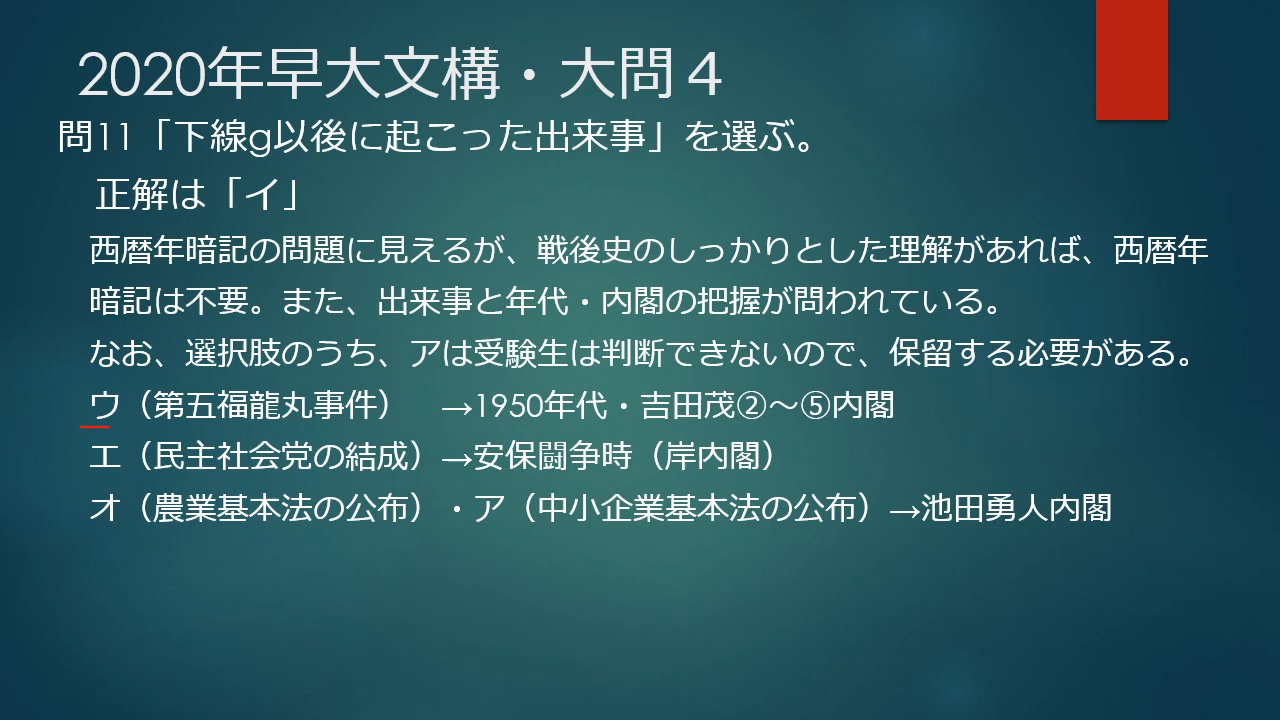 2020年早大文構・大問４
問11「下線g以後に起こった出来事」を選ぶ。
正解は「イ」
西暦年暗記の問題に見えるが、戦後史のしっかりとした理解があれば、西暦年
暗記は不要。また、出来事と年代・内閣の把握が問われている。
なお、選択肢のうち、アは受験生は判断できないので、保留する必要がある。
ウ（第五福龍丸事件）　→1950年代・吉田茂②～⑤内閣
エ（民主社会党の結成）→安保闘争時（岸内閣）
オ（農業基本法の公布）・ア（中小企業基本法の公布）→池田勇人内閣